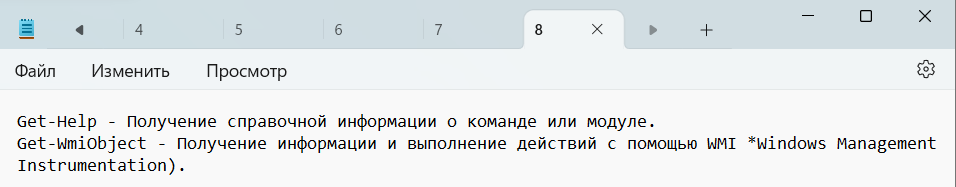 4 5 6 7 8
Файл Изменить Просмотр
Get-Help - Получение справочной информации о команде или модуле.
Get-WmiObject - Получение информации и выполнение действий с помощью WMI *Windows Management
Instrumentation).